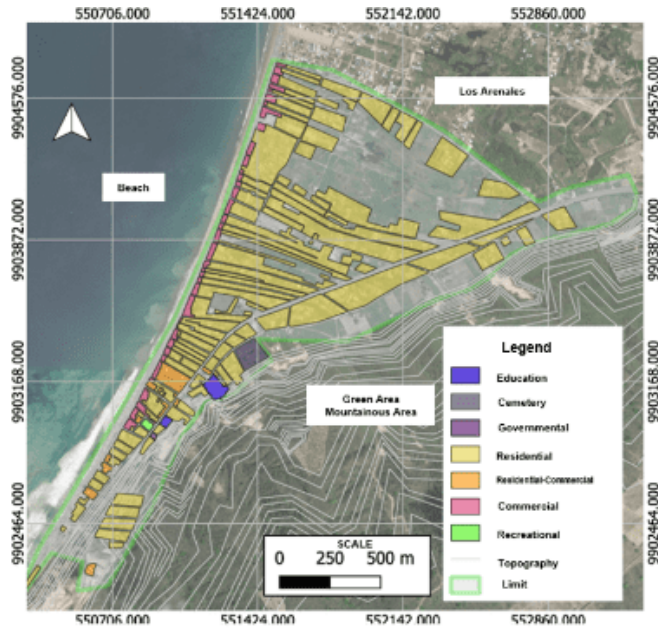 550706.000 551424.000 552142.000 552860.000
9904576.000
9903872.000
9903168.000
9902464.000
Los Arenales
Beach
Green Area
Mountainous Area
Legend
Education
Cemetery
Governmental
Residential
Residential-Commercial
Commercial
Recreational
Topography
Limit
SCALE
0 250 500 m
9904576.000
9903872.000
9903168.000
9902464.000
550706.000 551424.000 552142.000 552860.000